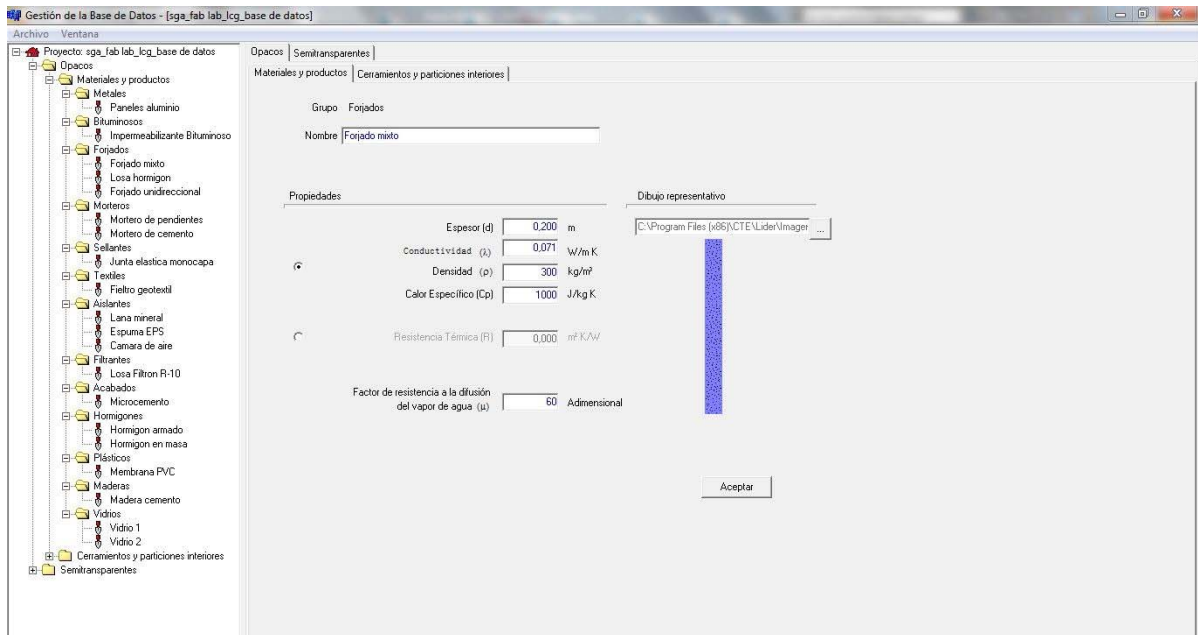 Gestión de la Base de Datos - [sga_fab lab_lcg_base de datos]
Archivo Ventana
Proyecto: sga_fab lab_lcg_base de datos
Opacos
Materiales y productos
Metales
Paneles aluminio
Bituminosos
Impermeabilizante Bituminoso
Forjados
Forjado mixto
Losa hormigon
Forjado unidireccional
Morteros
Mortero de pendientes
Mortero de cemento
Sellantes
Junta elastica monocapa
Textiles
Fieltro geotextil
Aislantes
Lana mineral
Espuma EPS
Camara de aire
Filtrantes
Losa Filtron R-10
Acabados
Microcemento
Hormigones
Hormigon armado
Hormigon en masa
Plásticos
Membrana PVC
Maderas
Madera cemento
Vidrios
Vidrio 1
Vidrio 2
Cerramientos y particiones interiores
Semitransparentes
Opacos Semitransparentes
Materiales y productos Cerramientos y particiones interiores
Grupo Forjados
Nombre Forjado mixto
Propiedades
Espesor (d) 0,200 m
Conductividad (λ) 0,071 W/m K
Densidad (ρ) 300 kg/m³
Calor Específico (Cp) 1000 J/kg K
Resistencia Térmica (R) 0,000 m² K/W
Factor de resistencia a la difusión
del vapor de agua (μ) 60 Adimensional
Dibujo representativo
C:\Program Files (x86)\CTE\Lider\Imager ...
Aceptar